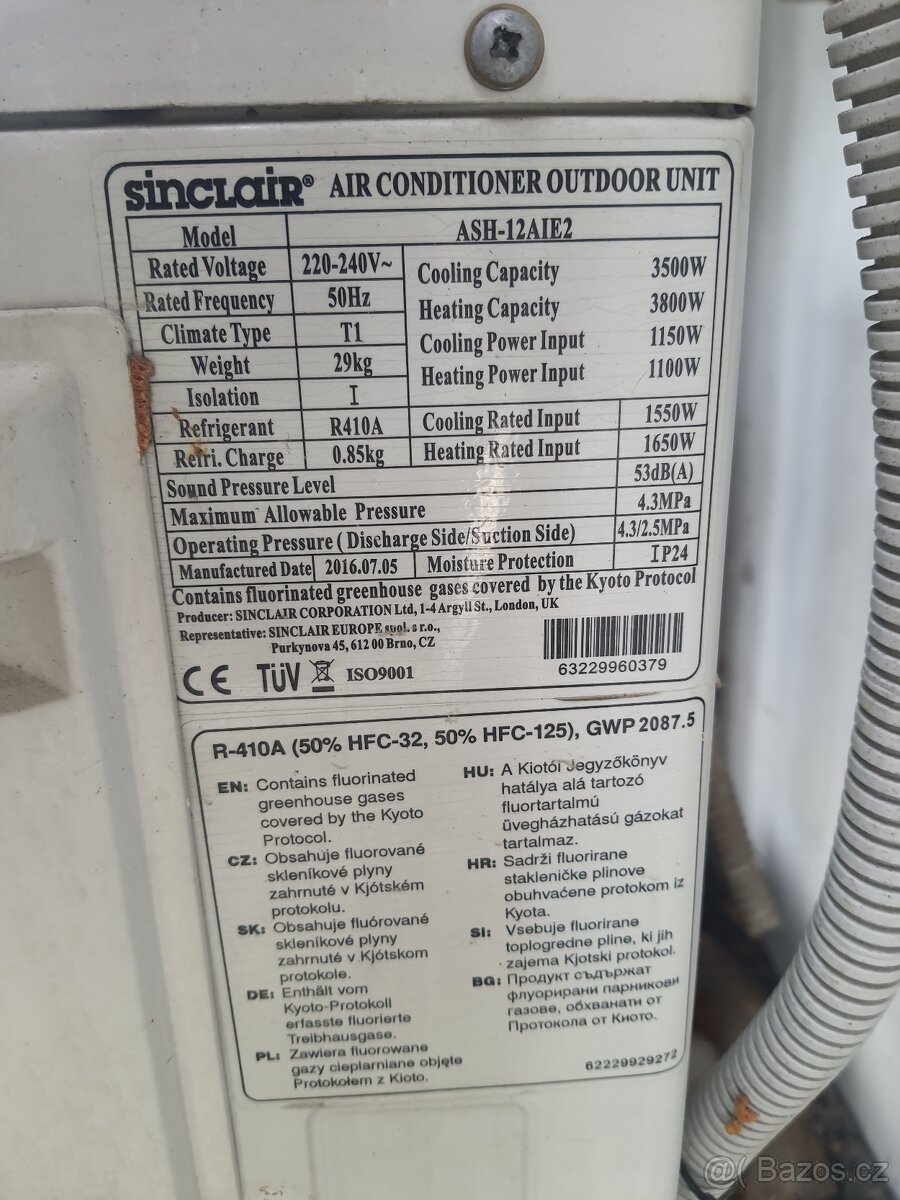 sinclair® AIR CONDITIONER OUTDOOR UNIT
Model ASH-12AIE2
Rated Voltage 220-240V~
Rated Frequency 50Hz
Climate Type T1
Weight 29kg
Isolation I
Refrigerant R410A
Refri. Charge 0.85kg
Cooling Capacity 3500W
Heating Capacity 3800W
Cooling Power Input 1150W
Heating Power Input 1100W
Cooling Rated Input 1550W
Heating Rated Input 1650W
Sound Pressure Level 53dB(A)
Maximum Allowable Pressure 4.3MPa
Operating Pressure ( Discharge Side/Suction Side) 4.3/2.5MPa
Manufactured Date 2016.07.05 Moisture Protection IP24
Contains fluorinated greenhouse gases covered by the Kyoto Protocol
Producer: SINCLAIR CORPORATION Ltd, 1-4 Argyll St., London, UK
Representative: SINCLAIR EUROPE spol. s r.o.,
Purkynova 45, 612 00 Brno, CZ
63229960379
CE TÜV ISO9001
R-410A (50% HFC-32, 50% HFC-125), GWP 2087.5
EN: Contains fluorinated
greenhouse gases
covered by the Kyoto
Protocol.
CZ: Obsahuje fluorované
skleníkové plyny
zahrnuté v Kjótském
protokolu.
SK: Obsahuje fluórované
skleníkové plyny
zahrnuté v Kjótskom
protokole.
DE: Enthält vom
Kyoto-Protokoll
erfasste fluorierte
Treibhausgase.
PL: Zawiera fluorowane
gazy cieplarniane objęte
Protokołem z Kioto.
HU: A Kiotói Jegyzőkönyv
hatálya alá tartozó
fluortartalmú
üvegházhatású gázokat
tartalmaz.
HR: Sadrži fluorirane
stakleničke plinove
obuhvaćene protokom iz
Kyota.
SI: Vsebuje fluorirane
toplogredne pline, ki jih
zajema Kjotski protokol.
BG: Продукт съдържат
флуорирани парникови
газове, обхванати от
Протокола от Киото.
62229929272
@( Bazos.cz